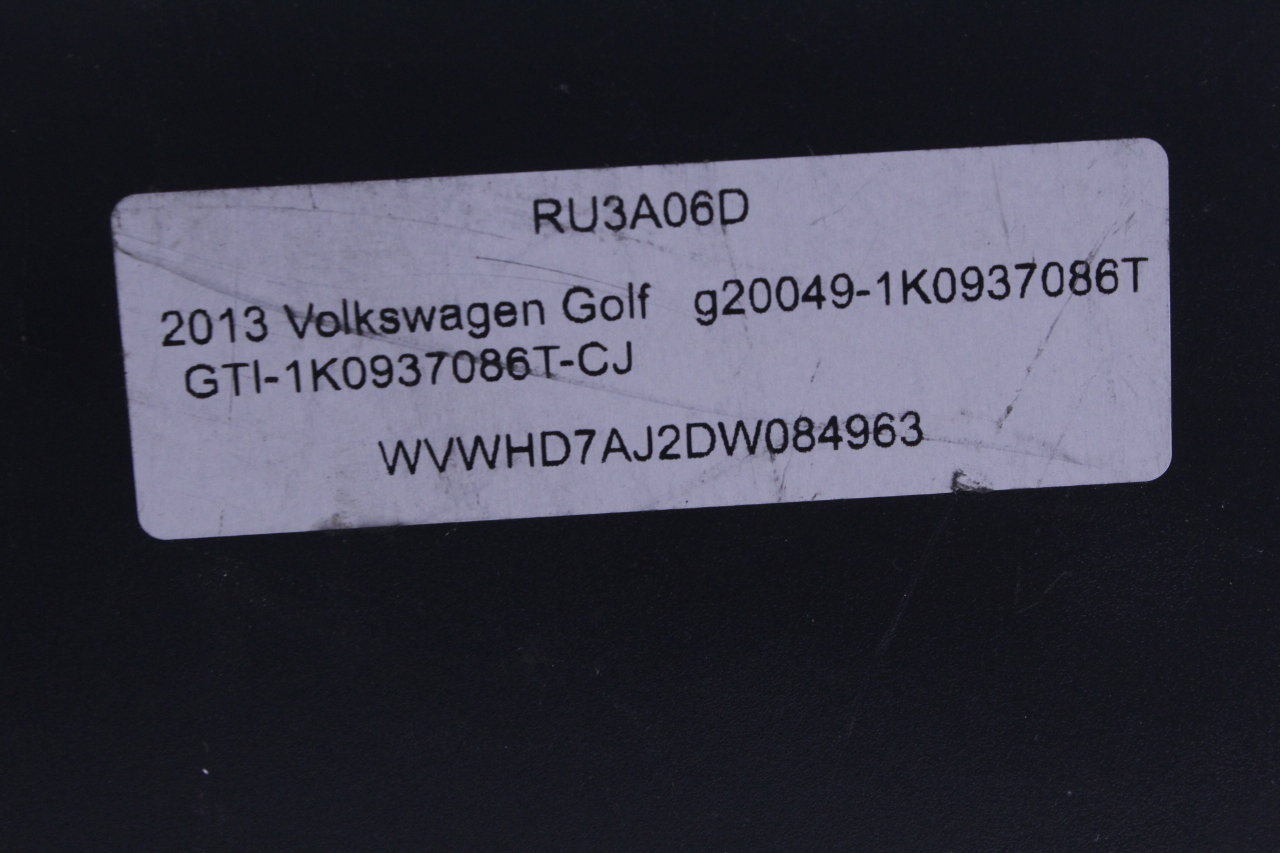 RU3A06D
2013 Volkswagen Golf g20049-1K0937086T
GTI-1K0937086T-CJ
WVWHD7AJ2DW084963